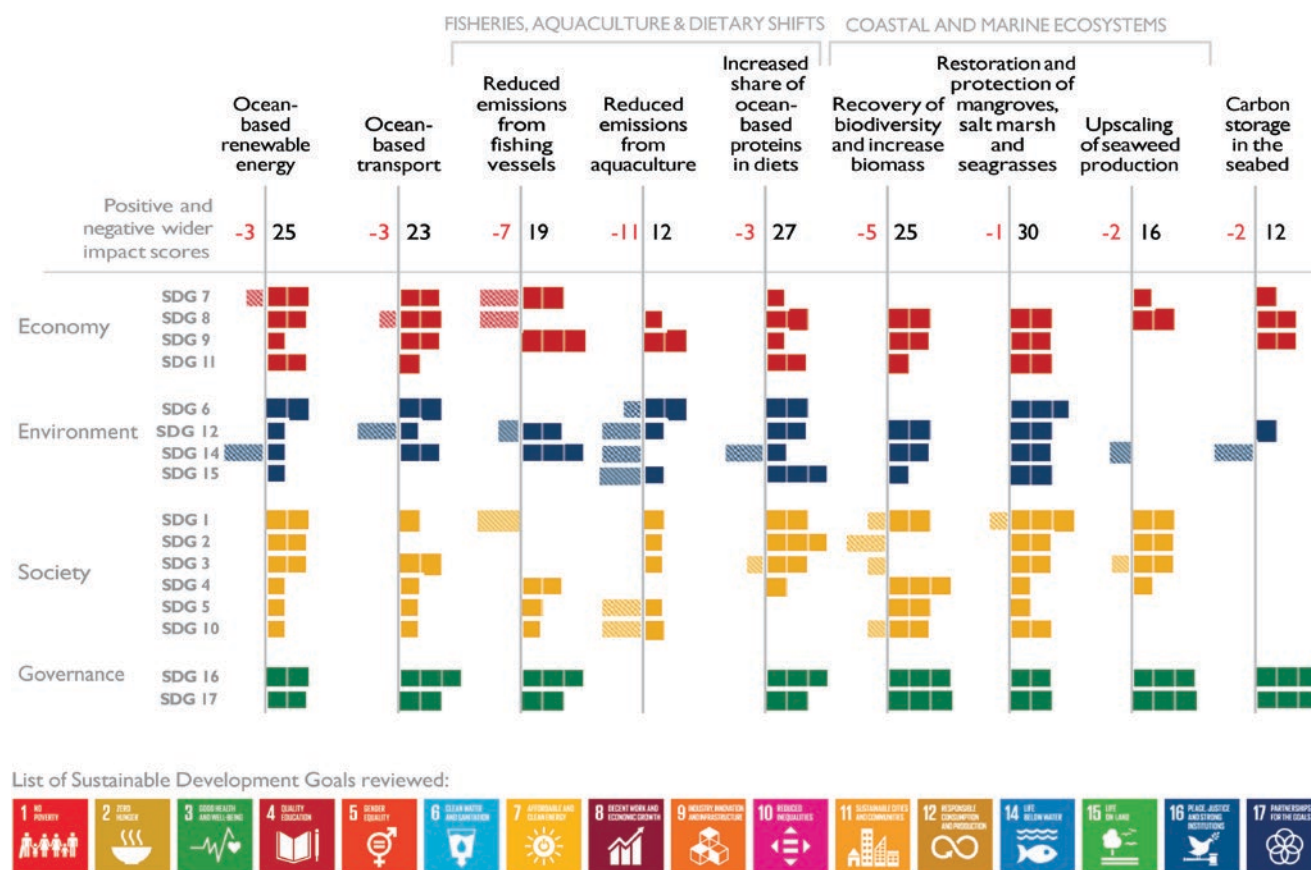 FISHERIES, AQUACULTURE & DIETARY SHIFTS
COASTAL AND MARINE ECOSYSTEMS
Ocean-
based
renewable
energy
Ocean-
based
transport
Reduced
emissions
from
fishing
vessels
Reduced
emissions
from
aquaculture
Increased
share of
ocean-
based
proteins
in diets
Recovery of
biodiversity
and increase
biomass
Restoration and
protection of
mangroves,
salt marsh
and
seagrasses
Upscaling
of seaweed
production
Carbon
storage
in the
seabed
Positive and
negative wider
impact scores
-3 25 -3 23 -7 19 -11 12 -3 27 -5 25 -1 30 -2 16 -2 12
Economy
SDG 7
SDG 8
SDG 9
SDG 11
Environment
SDG 6
SDG 12
SDG 14
SDG 15
Society
SDG 1
SDG 2
SDG 3
SDG 4
SDG 5
SDG 10
Governance
SDG 16
SDG 17
List of Sustainable Development Goals reviewed:
1 NO
POVERTY
2 ZERO
HUNGER
3 GOOD HEALTH
AND WELL-BEING
4 QUALITY
EDUCATION
5 GENDER
EQUALITY
6 CLEAN WATER
AND SANITATION
7 AFFORDABLE AND
CLEAN ENERGY
8 DECENT WORK AND
ECONOMIC GROWTH
9 INDUSTRY, INNOVATION
AND INFRASTRUCTURE
10 REDUCED
INEQUALITIES
11 SUSTAINABLE CITIES
AND COMMUNITIES
12 RESPONSIBLE
CONSUMPTION
AND PRODUCTION
14 LIFE
BELOW WATER
15 LIFE
ON LAND
16 PEACE, JUSTICE
AND STRONG
INSTITUTIONS
17 PARTNERSHIPS
FOR THE GOALS